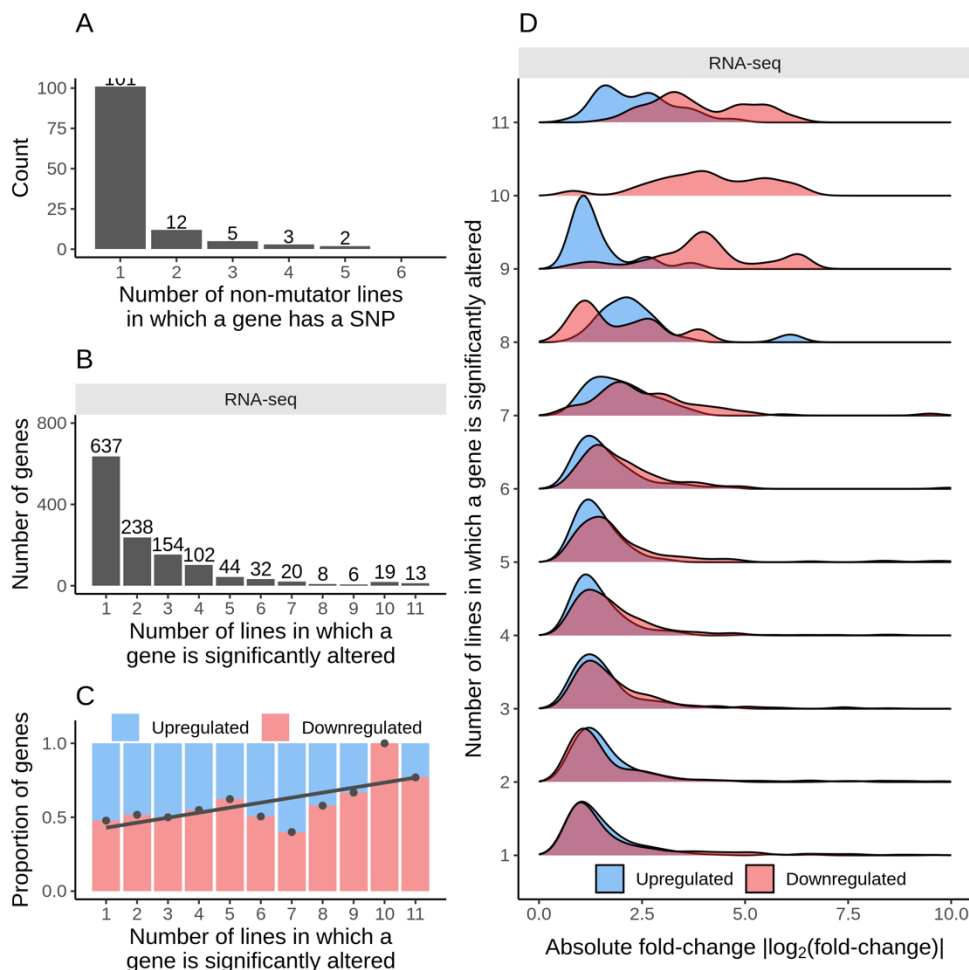 A
Count
100
75
50
25
0
101
12
5
3
2
1 2 3 4 5 6
Number of non-mutator lines
in which a gene has a SNP
B
RNA-seq
Number of genes
800
400
0
637
238
154
102
44
32
20
8
6
19
13
1 2 3 4 5 6 7 8 9 10 11
Number of lines in which a
gene is significantly altered
C
Upregulated Downregulated
Proportion of genes
1.0
0.5
0.0
1 2 3 4 5 6 7 8 9 10 11
Number of lines in which a
gene is significantly altered
D
RNA-seq
Number of lines in which a gene is significantly altered
11
10
9
8
7
6
5
4
3
2
1
Upregulated Downregulated
0.0 2.5 5.0 7.5 10.0
Absolute fold-change |log₂(fold-change)|